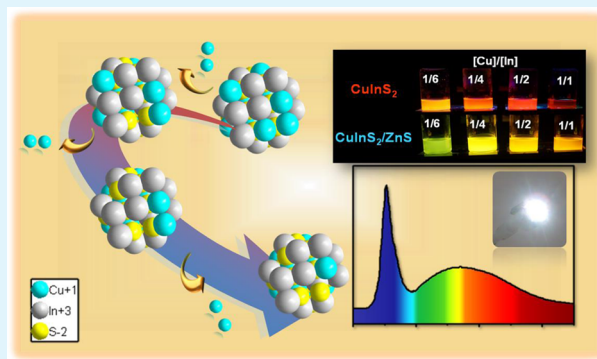 [Cu]/[In]
1/6 1/4 1/2 1/1
CuInS₂
1/6 1/4 1/2 1/1
CuInS₂/ZnS
Cu+1
In+3
S-2